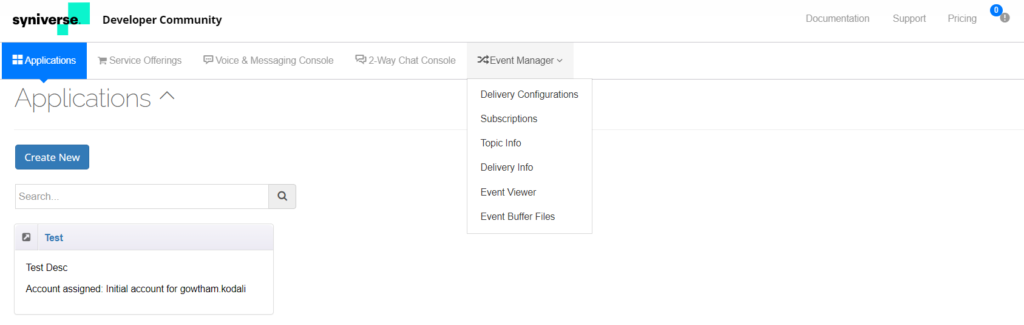 syniverse. Developer Community
Documentation Support Pricing 0
Applications Service Offerings Voice & Messaging Console 2-Way Chat Console Event Manager
Applications
Delivery Configurations
Subscriptions
Topic Info
Delivery Info
Event Viewer
Event Buffer Files
Create New
Search...
Test
Test Desc
Account assigned: Initial account for gowtham.kodali